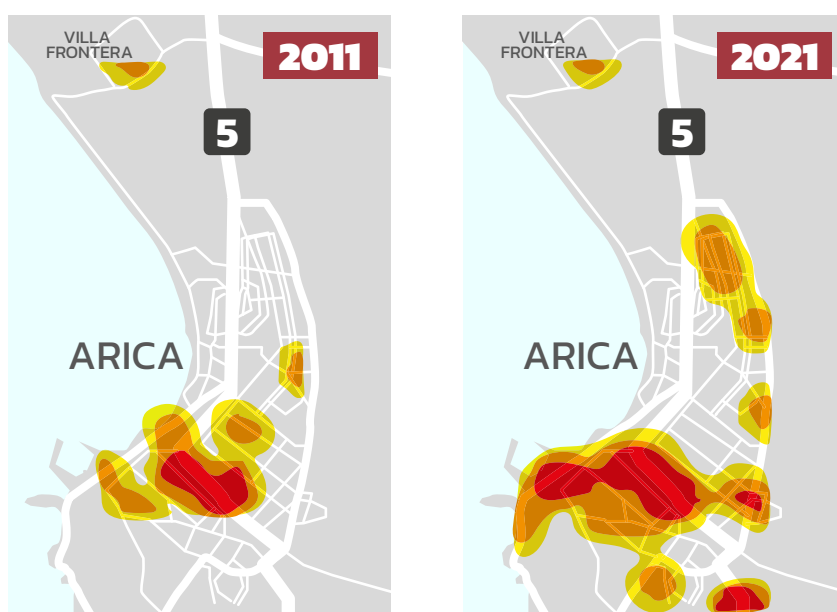 VILLA
FRONTERA
2011
5
ARICA
VILLA
FRONTERA
2021
5
ARICA